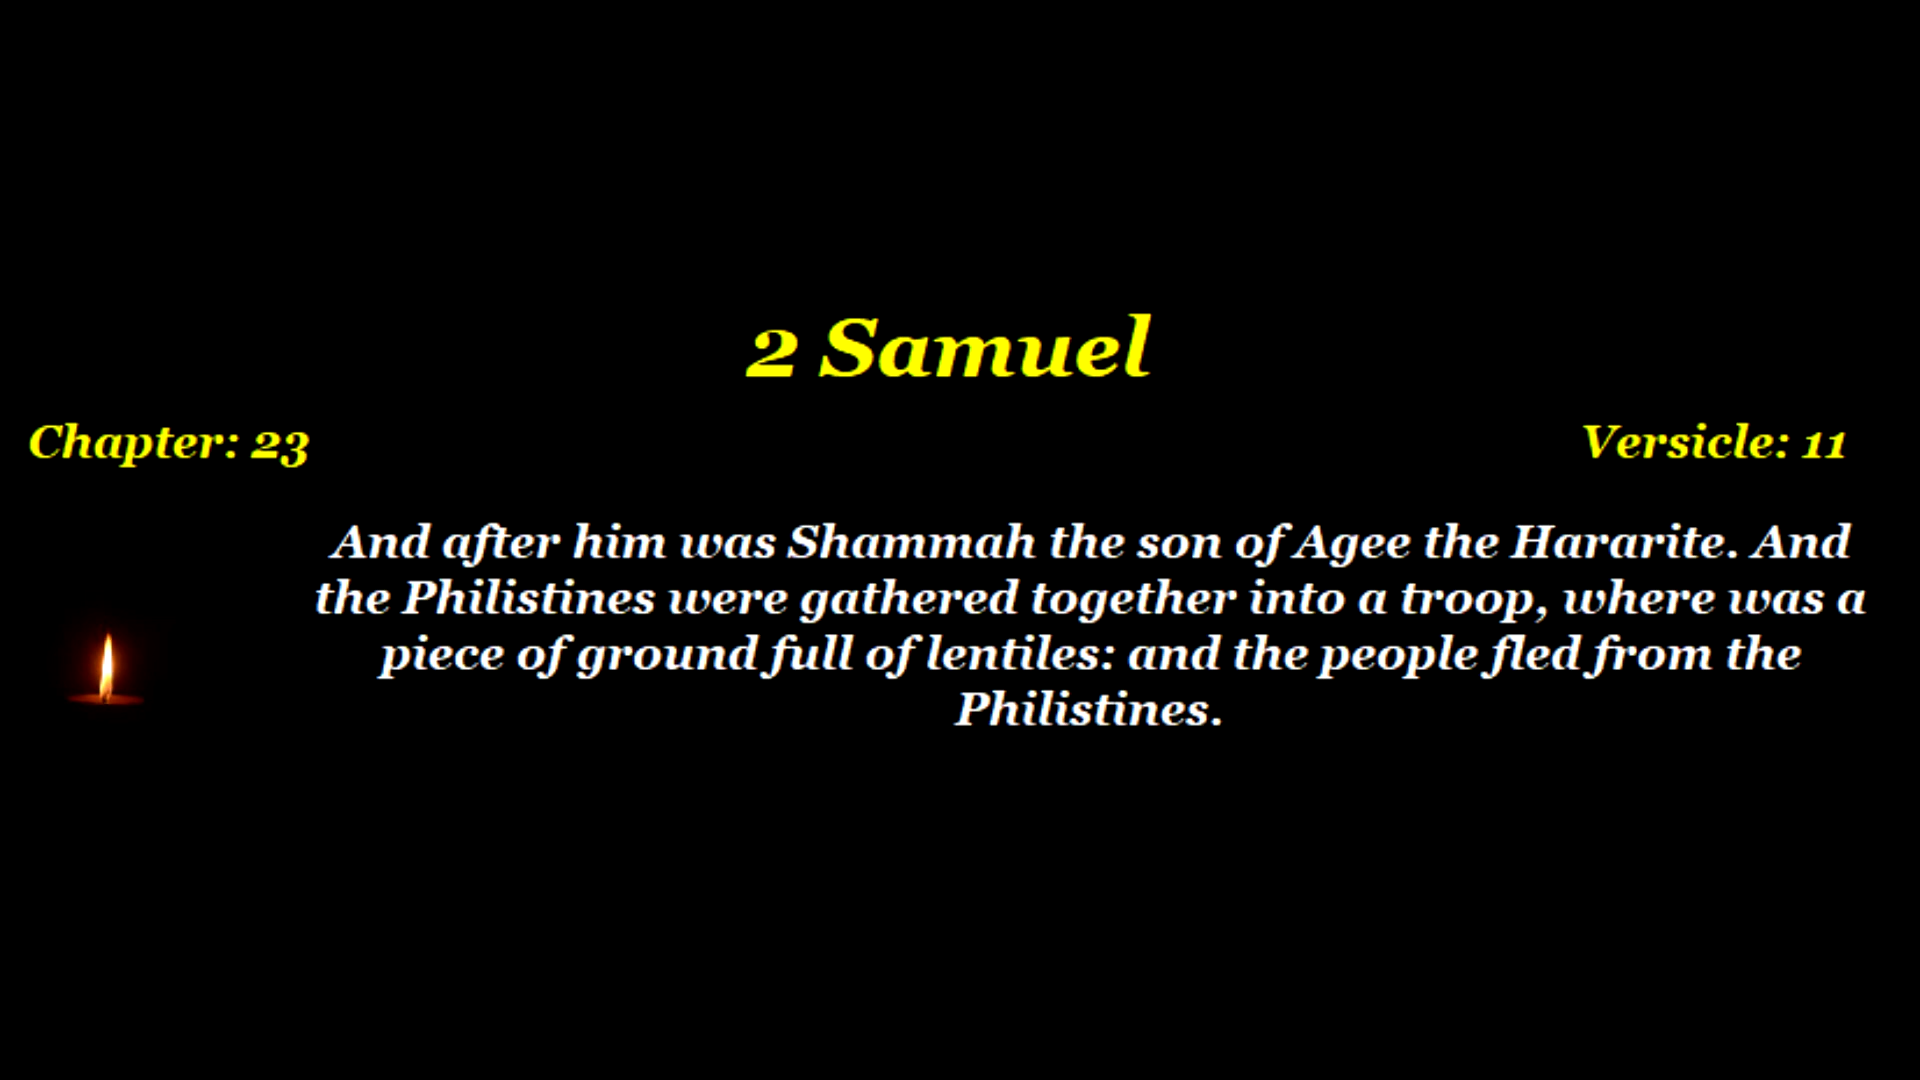 2 Samuel
Chapter: 23
Versicle: 11
And after him was Shammah the son of Agee the Hararite. And
the Philistines were gathered together into a troop, where was a
piece of ground full of lentiles: and the people fled from the
Philistines.